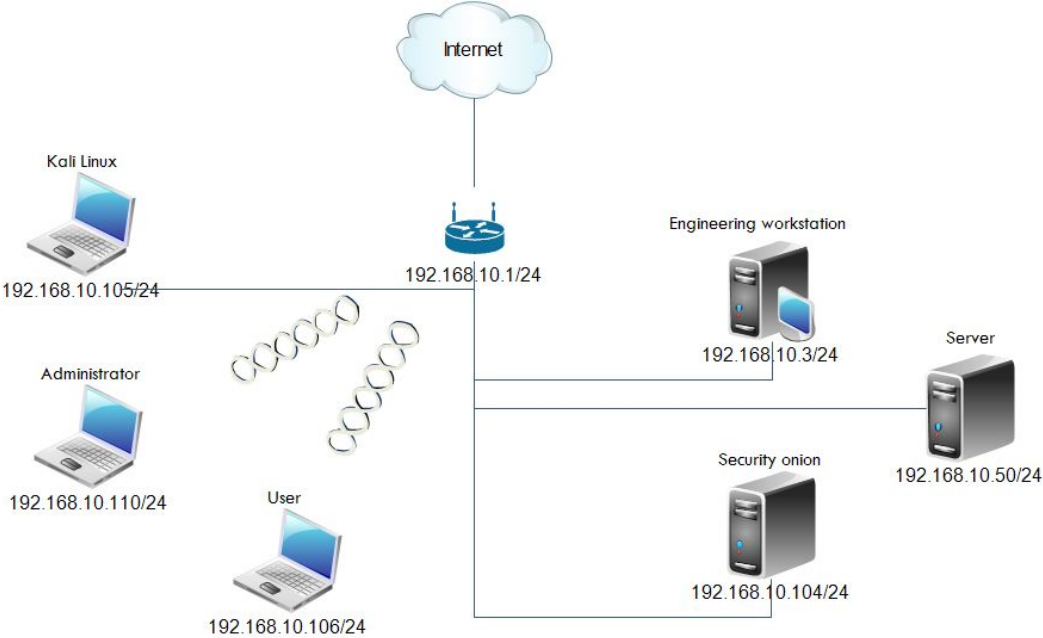 Internet
Kali Linux
192.168.10.105/24
192.168.10.1/24
Engineering workstation
192.168.10.3/24
Server
192.168.10.50/24
Administrator
192.168.10.110/24
Security onion
192.168.10.104/24
User
192.168.10.106/24